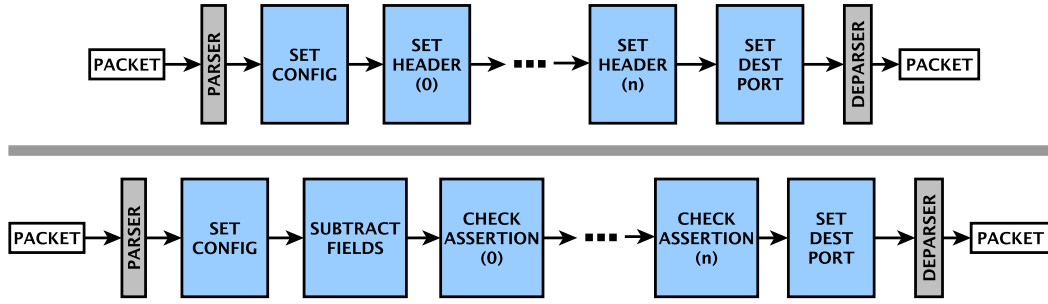 PACKET
PARSER
SET
CONFIG
SET
HEADER
(0)
SET
HEADER
(n)
SET
DEST
PORT
DEPARSER
PACKET
PACKET
PARSER
SET
CONFIG
SUBTRACT
FIELDS
CHECK
ASSERTION
(0)
CHECK
ASSERTION
(n)
SET
DEST
PORT
DEPARSER
PACKET